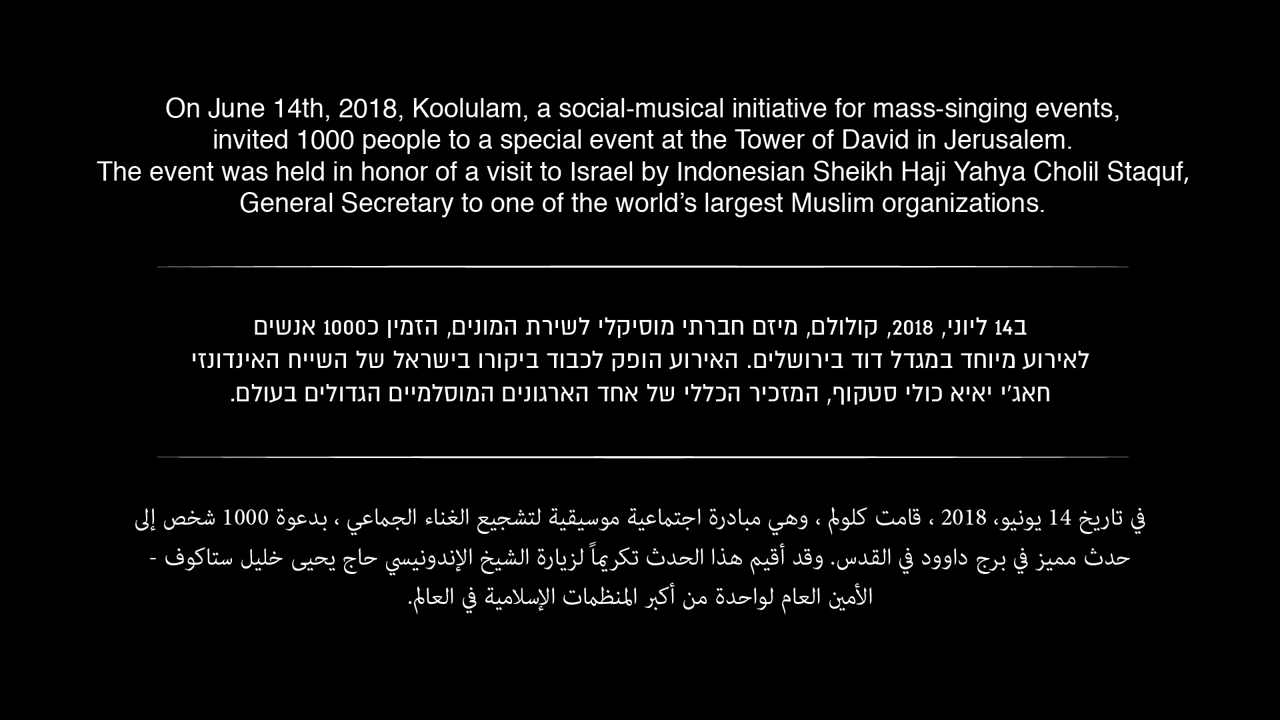 On June 14th, 2018, Koolulam, a social-musical initiative for mass-singing events,
invited 1000 people to a special event at the Tower of David in Jerusalem.
The event was held in honor of a visit to Israel by Indonesian Sheikh Haji Yahya Cholil Staquf,
General Secretary to one of the world’s largest Muslim organizations.
ב14 ליוני, 2018, קולולם, מיזם חברתי מוסיקלי לשירת המונים, הזמין כ1000 אנשים
לאירוע מיוחד במגדל דוד בירושלים. האירוע הופק לכבוד ביקורו בישראל של השייח האינדונזי
חאג'י יאיא כולי סטקוף, המזכיר הכללי של אחד הארגונים המוסלמיים הגדולים בעולם.
في تاريخ 14 يونيو، 2018 ، قامت كلولم ، وهي مبادرة اجتماعية موسيقية لتشجيع الغناء الجماعي ، بدعوة 1000 شخص إلى
حدث مميز في برج داوود في القدس. وقد أقيم هذا الحدث تكريماً لزيارة الشيخ الإندونيسي حاج يحيى خليل ستاكوف -
الأمين العام لواحدة من أكبر المنظمات الإسلامية في العالم.